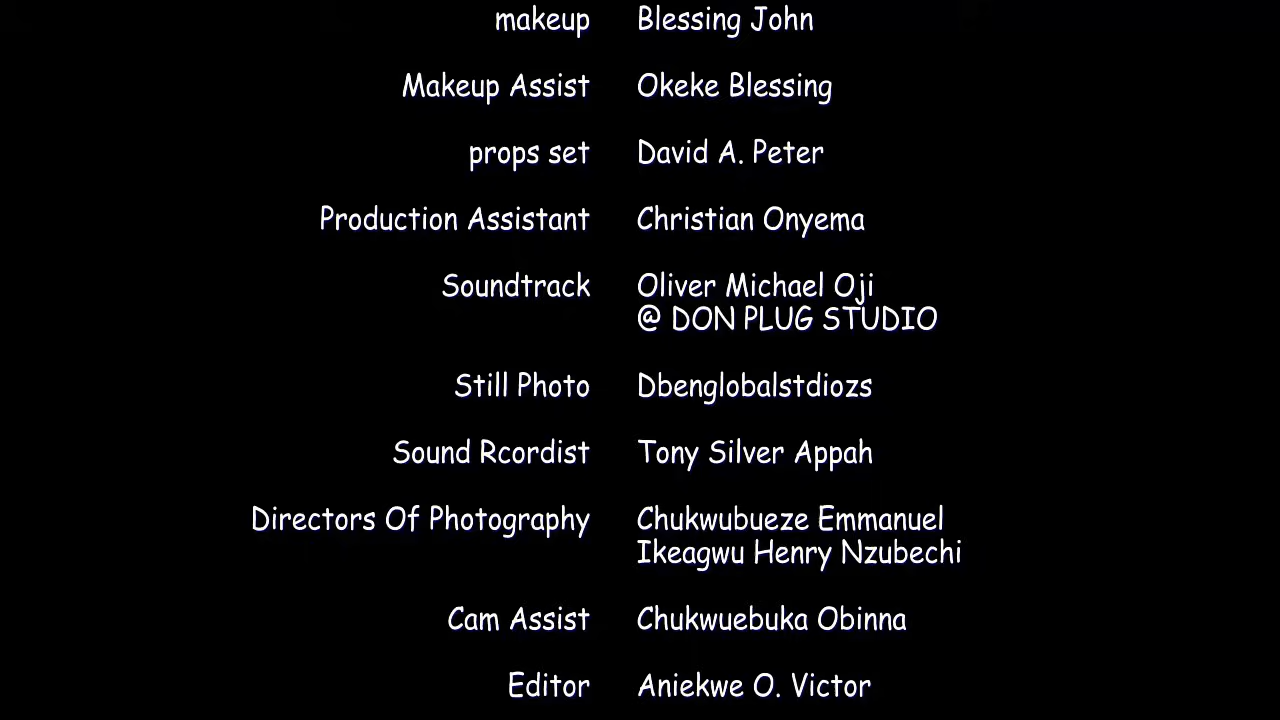 makeup Blessing John
Makeup Assist Okeke Blessing
props set David A. Peter
Production Assistant Christian Onyema
Soundtrack Oliver Michael Oji
@ DON PLUG STUDIO
Still Photo Dbenglobalstdiozs
Sound Rcordist Tony Silver Appah
Directors Of Photography Chukwubueze Emmanuel
Ikeagwu Henry Nzubechi
Cam Assist Chukwuebuka Obinna
Editor Aniekwe O. Victor